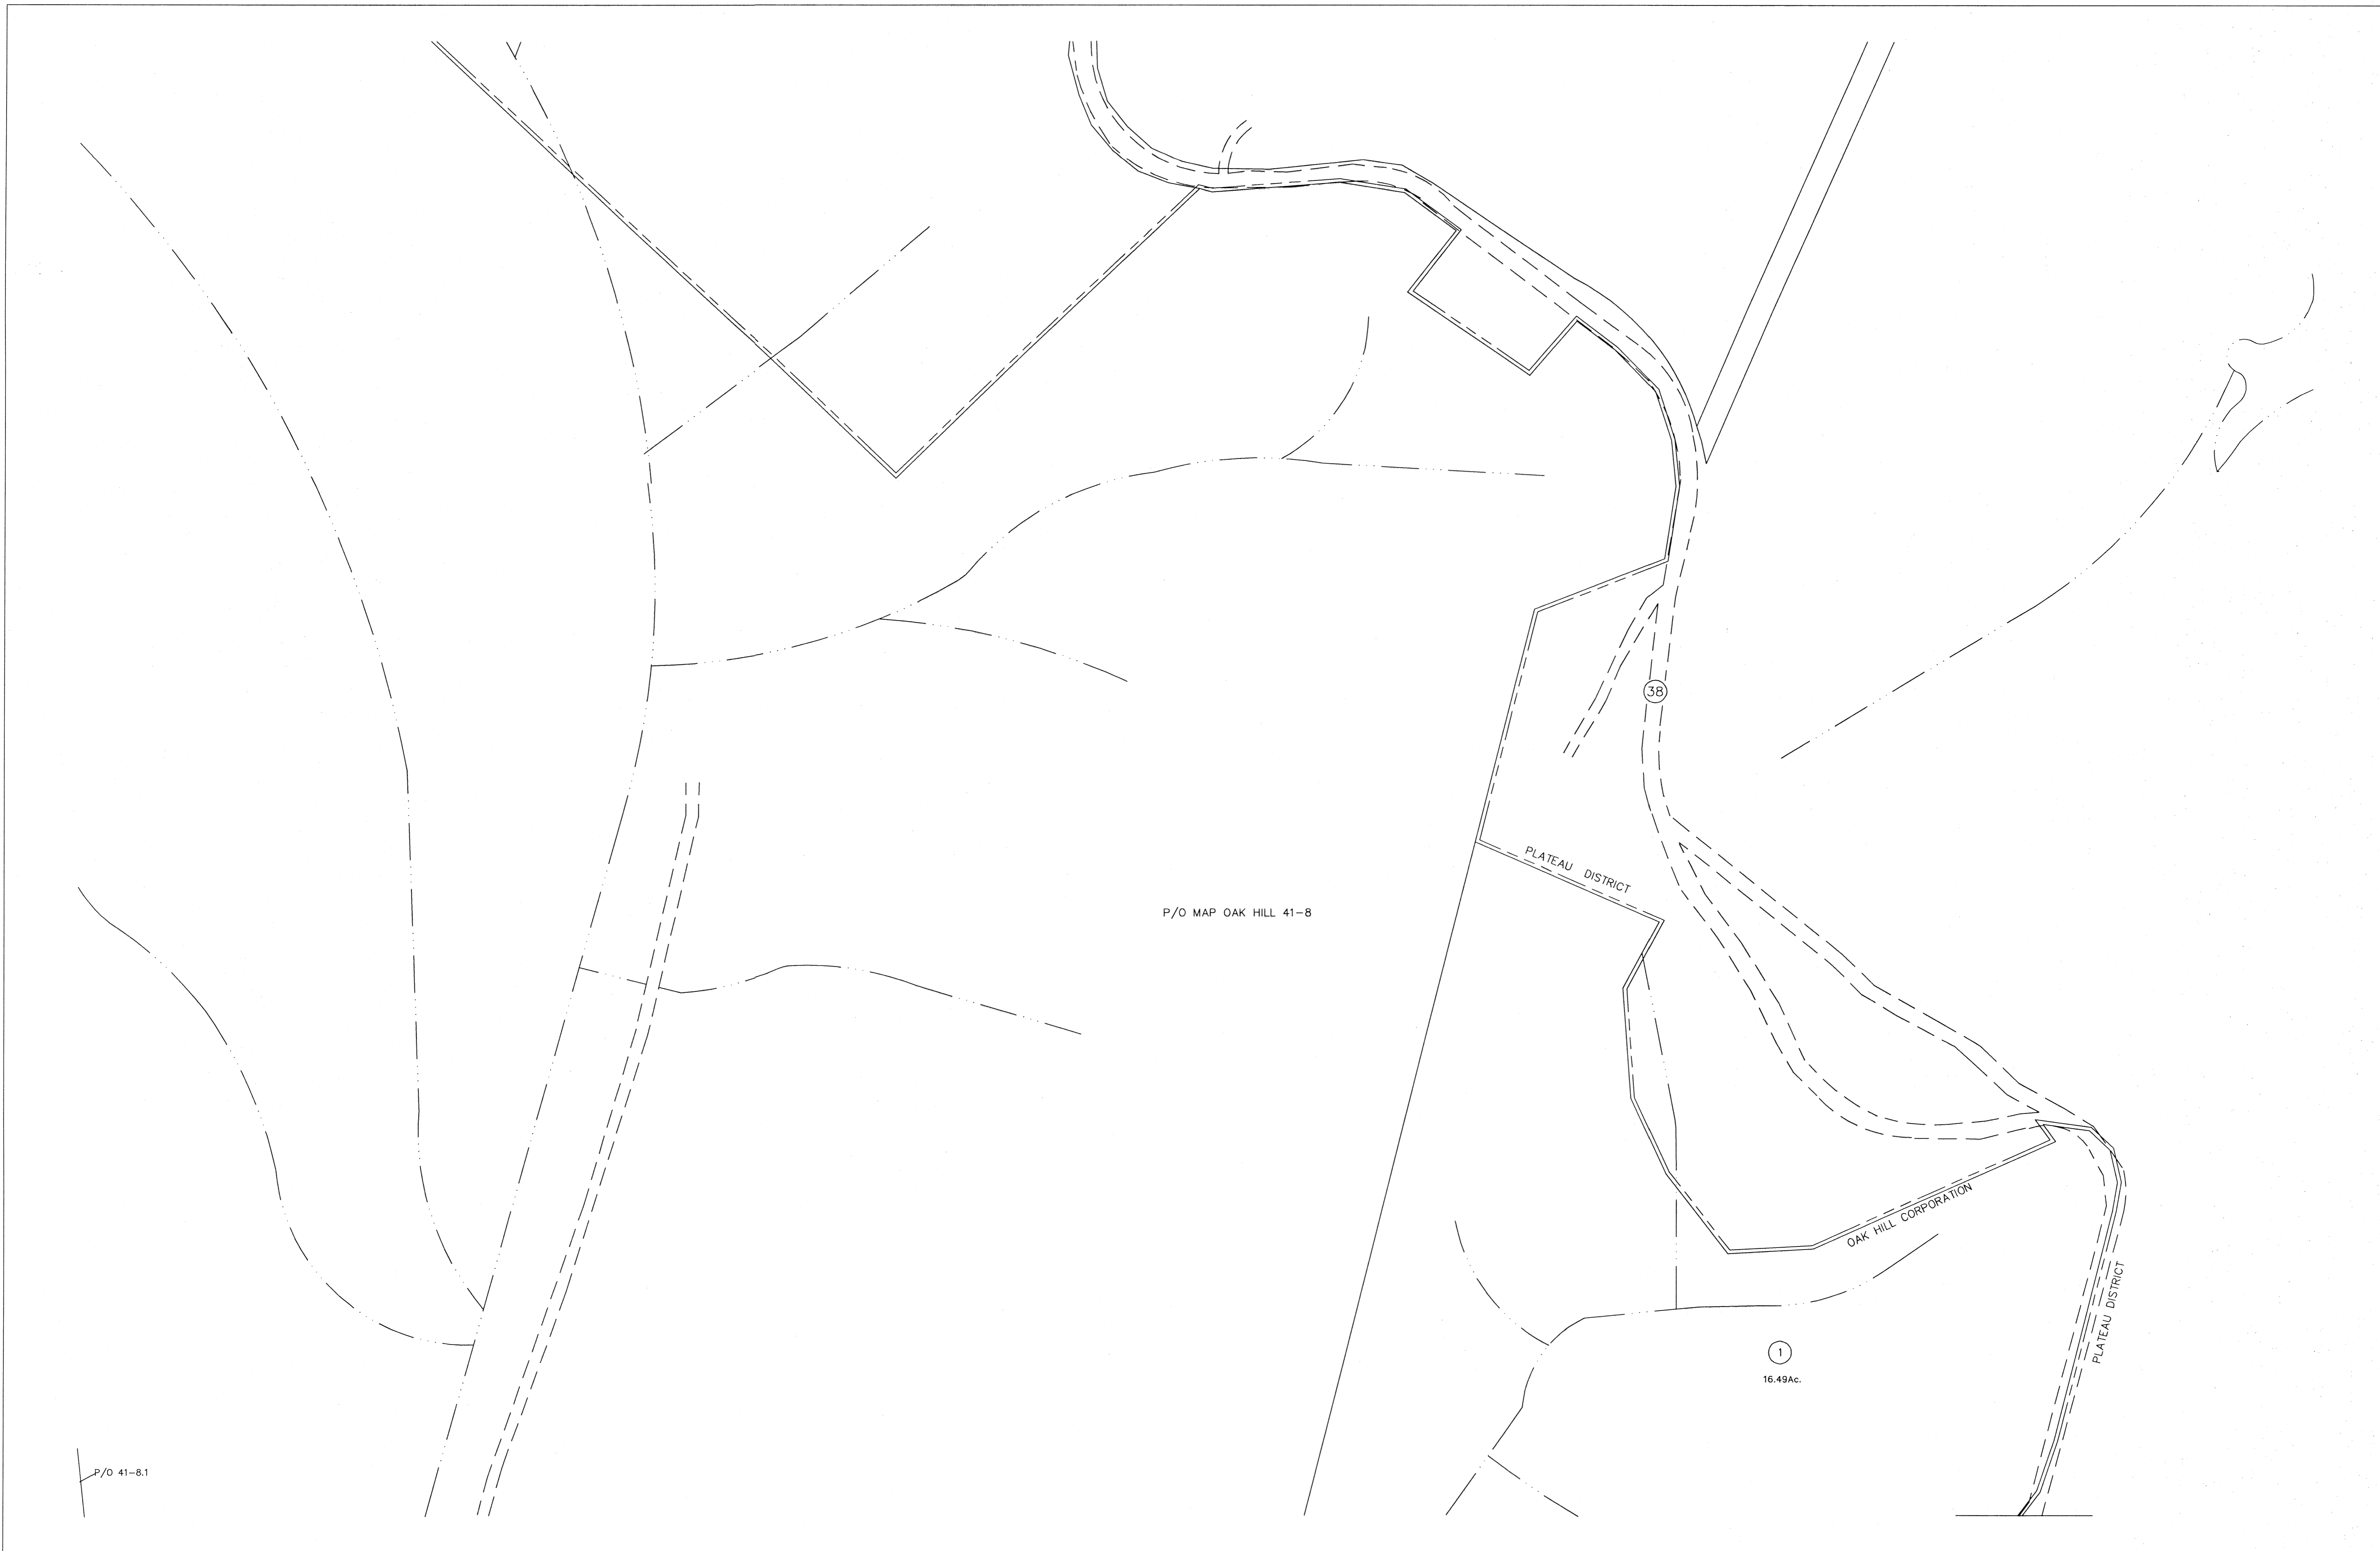 38
PLATEAU DISTRICT
P/O MAP OAK HILL 41-8
OAK HILL CORPORATION
PLATEAU DISTRICT
1
16.49Ac.
P/O 41-8.1